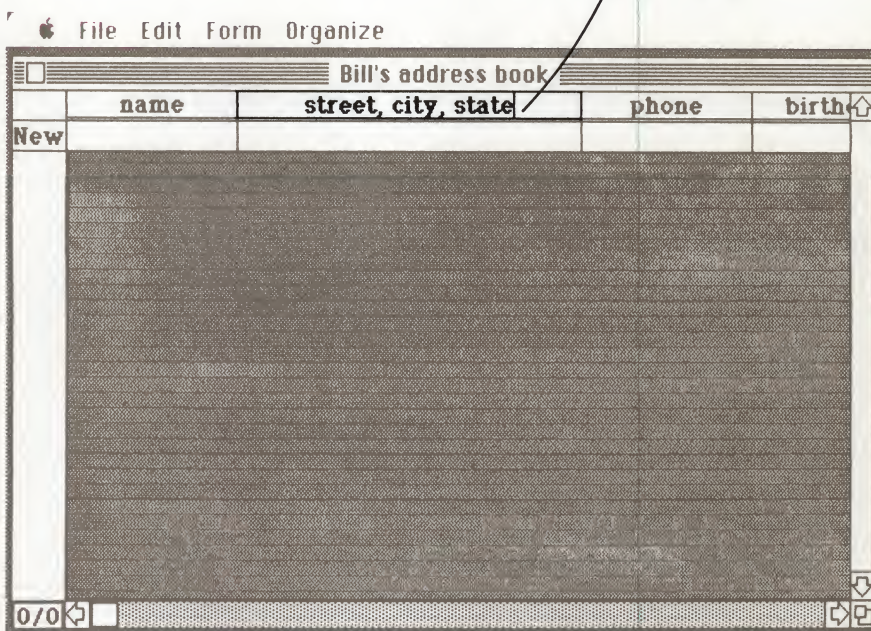 File Edit Form Organize
Bill's address book
name street, city, state phone birth
New
0/0